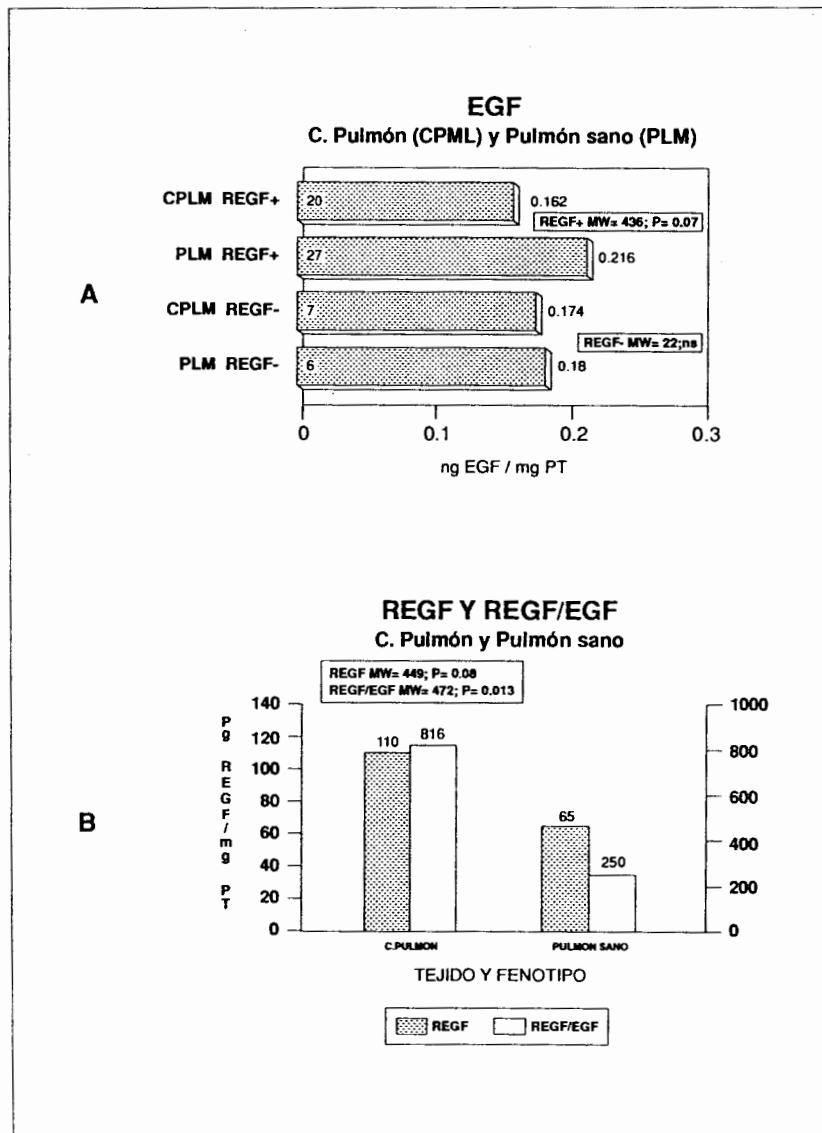 EGF
C. Pulmón (CPML) y Pulmón sano (PLM)
A
CPLM REGF+
20
0.162
REGF+ MW= 436; P= 0.07
PLM REGF+
27
0.216
CPLM REGF-
7
0.174
REGF- MW= 22;ns
PLM REGF-
6
0.18
0 0.1 0.2 0.3
ng EGF / mg PT
REGF Y REGF/EGF
C. Pulmón y Pulmón sano
REGF MW= 449; P= 0.08
REGF/EGF MW= 472; P= 0.013
B
Pg REGF/mg PT
140
120
100
80
60
40
20
0
110 816
65
250
1000
800
600
400
200
0
C.PULMON PULMON SANO
TEJIDO Y FENOTIPO
REGF REGF/EGF